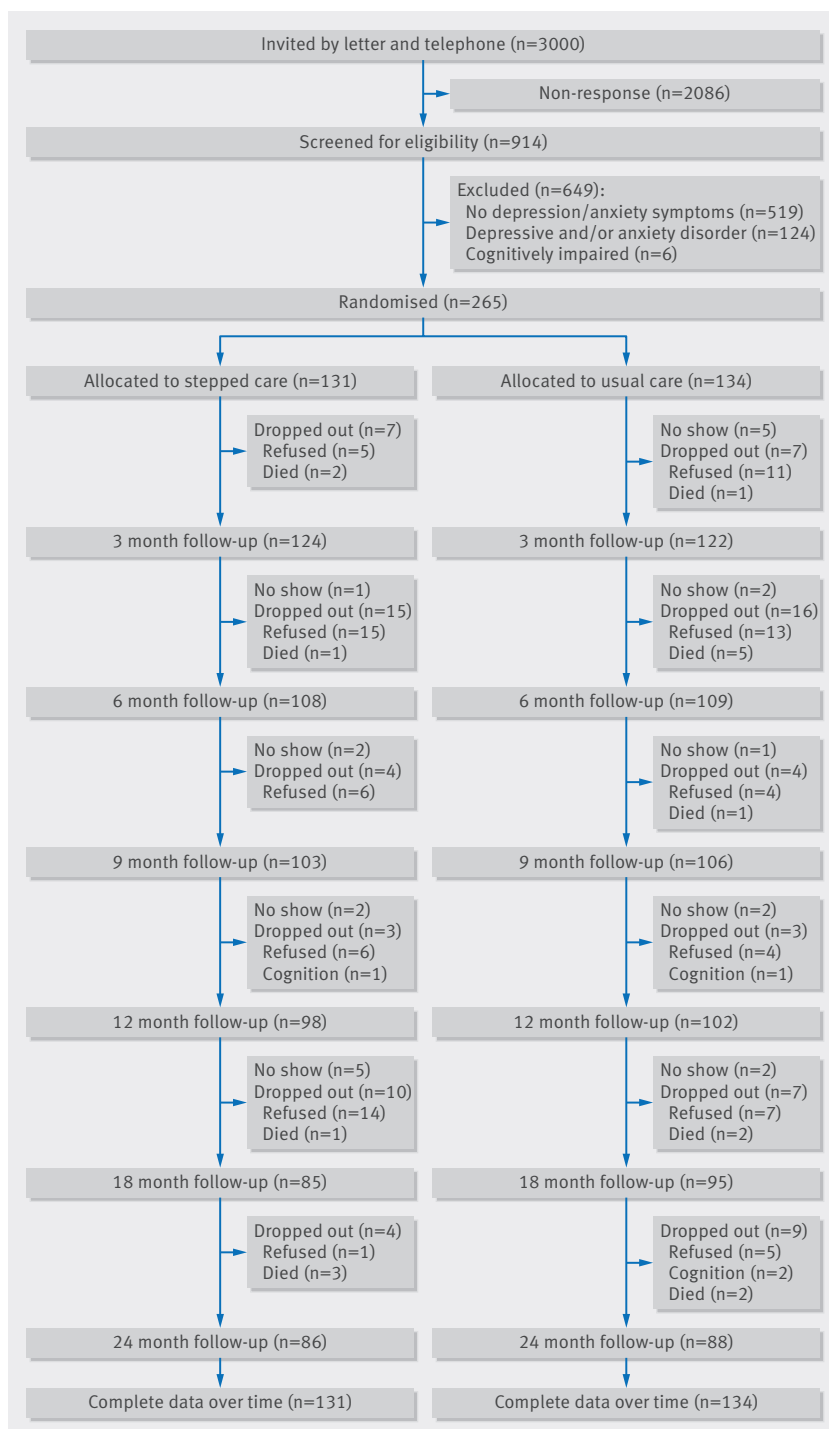 Invited by letter and telephone (n=3000)
Non-response (n=2086)
Screened for eligibility (n=914)
Excluded (n=649):
No depression/anxiety symptoms (n=519)
Depressive and/or anxiety disorder (n=124)
Cognitively impaired (n=6)
Randomised (n=265)
Allocated to stepped care (n=131)
Allocated to usual care (n=134)
Dropped out (n=7)
Refused (n=5)
Died (n=2)
No show (n=5)
Dropped out (n=7)
Refused (n=11)
Died (n=1)
3 month follow-up (n=124)
3 month follow-up (n=122)
No show (n=1)
Dropped out (n=15)
Refused (n=15)
Died (n=1)
No show (n=2)
Dropped out (n=16)
Refused (n=13)
Died (n=5)
6 month follow-up (n=108)
6 month follow-up (n=109)
No show (n=2)
Dropped out (n=4)
Refused (n=6)
No show (n=1)
Dropped out (n=4)
Refused (n=4)
Died (n=1)
9 month follow-up (n=103)
9 month follow-up (n=106)
No show (n=2)
Dropped out (n=3)
Refused (n=6)
Cognition (n=1)
No show (n=2)
Dropped out (n=3)
Refused (n=4)
Cognition (n=1)
12 month follow-up (n=98)
12 month follow-up (n=102)
No show (n=5)
Dropped out (n=10)
Refused (n=14)
Died (n=1)
No show (n=2)
Dropped out (n=7)
Refused (n=7)
Died (n=2)
18 month follow-up (n=85)
18 month follow-up (n=95)
Dropped out (n=4)
Refused (n=1)
Died (n=3)
Dropped out (n=9)
Refused (n=5)
Cognition (n=2)
Died (n=2)
24 month follow-up (n=86)
24 month follow-up (n=88)
Complete data over time (n=131)
Complete data over time (n=134)